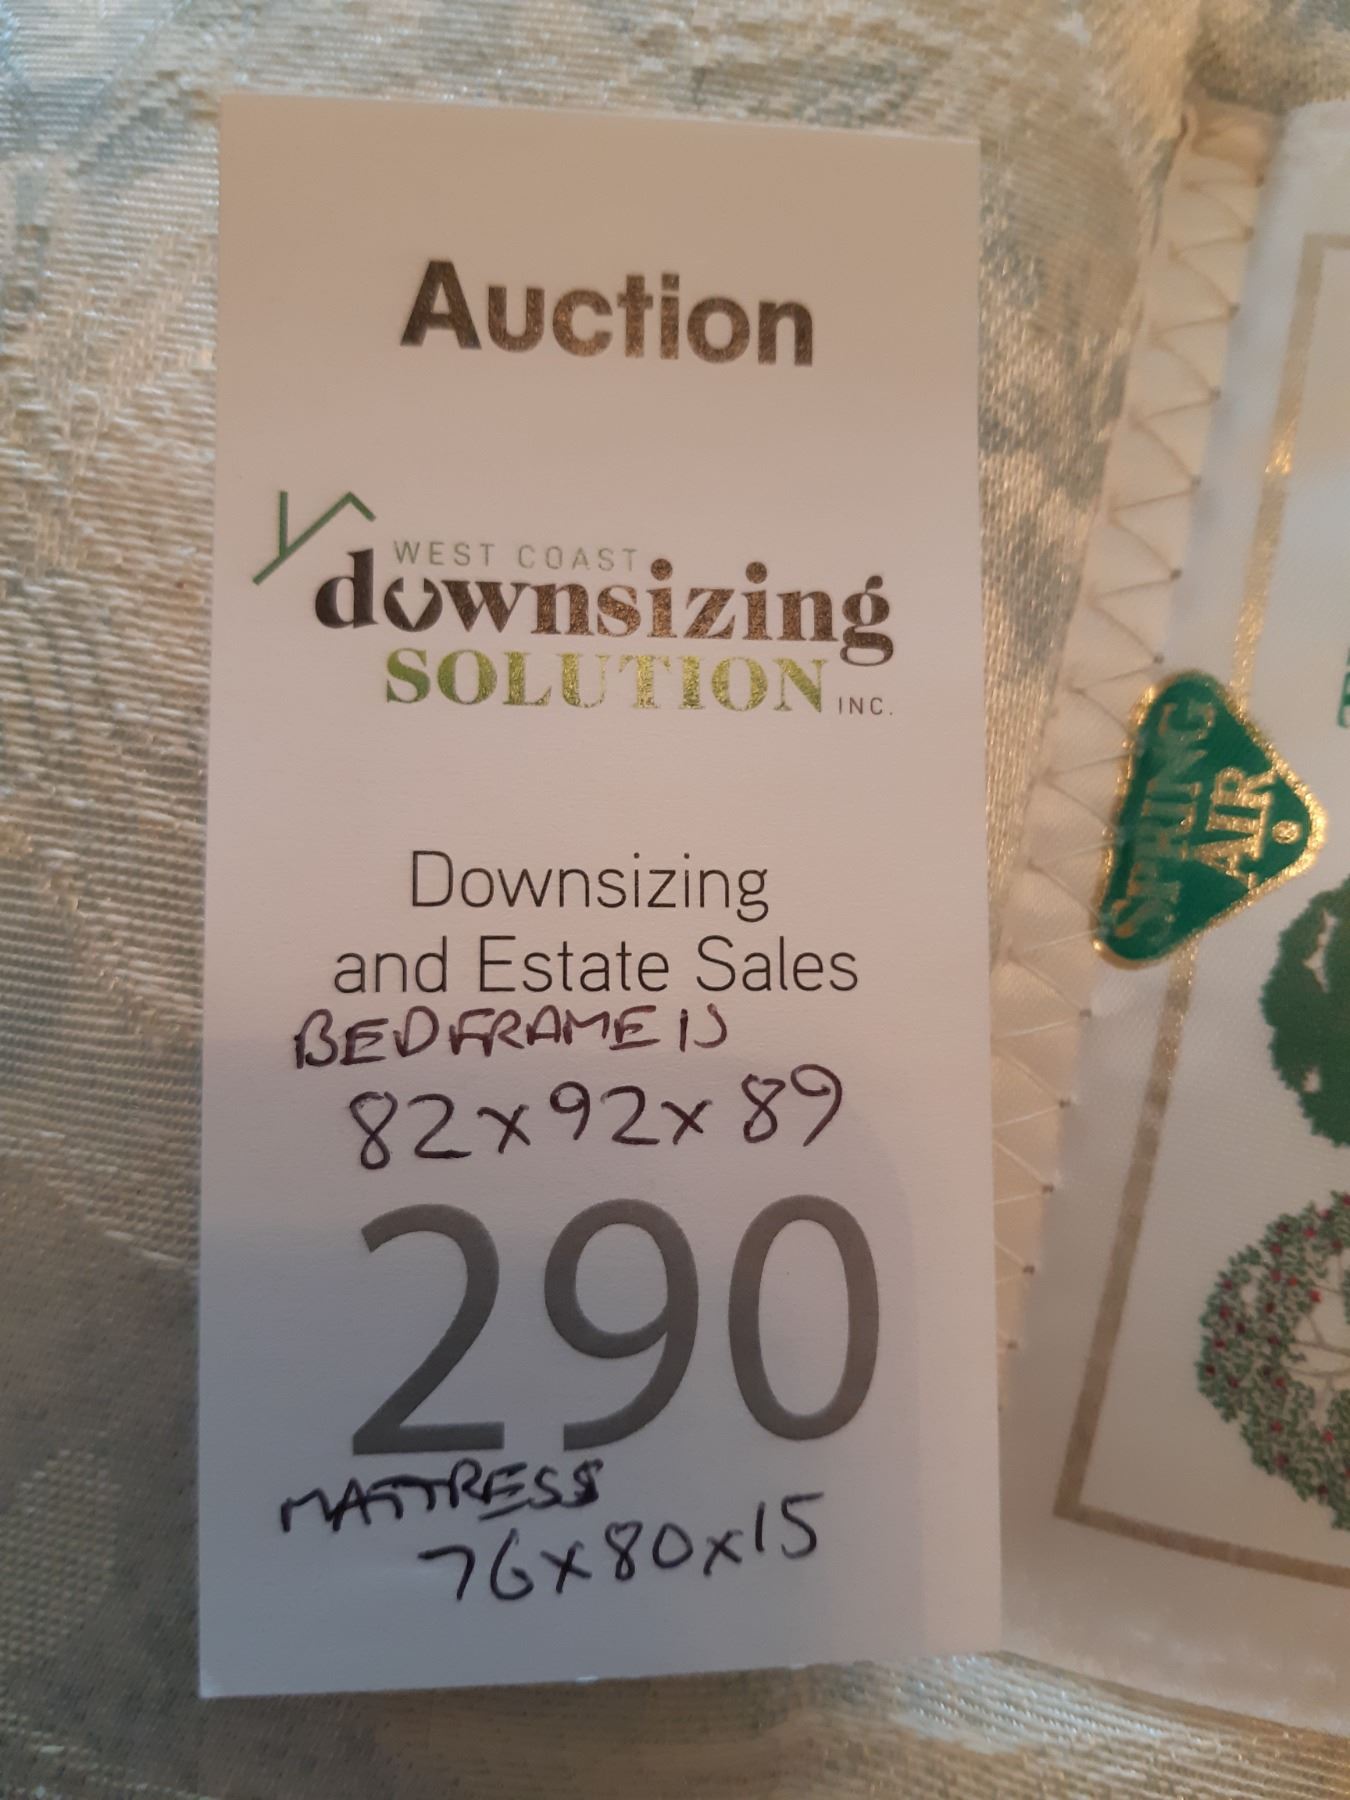 Auction
WEST COAST
downsizing
SOLUTION INC.
Downsizing
and Estate Sales
BEDFRAME IS
82x92x89
290
MATTRESS
76x80x15
SPRING
AIR